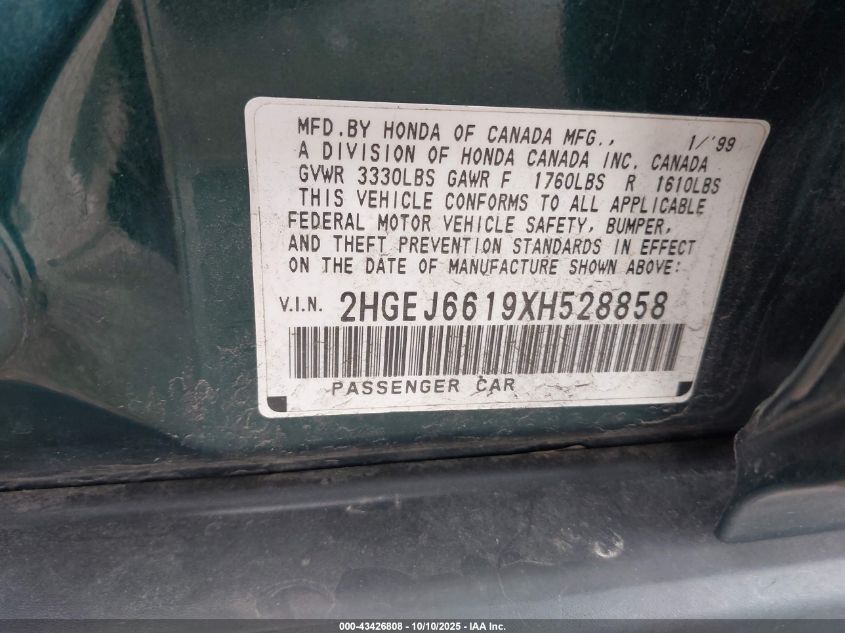 MFD.BY HONDA OF CANADA MFG., 1/'99
A DIVISION OF HONDA CANADA INC. CANADA
GVWR 3330LBS GAWR F 1760LBS R 1610LBS
THIS VEHICLE CONFORMS TO ALL APPLICABLE
FEDERAL MOTOR VEHICLE SAFETY, BUMPER,
AND THEFT PREVENTION STANDARDS IN EFFECT
ON THE DATE OF MANUFACTURE SHOWN ABOVE:
V.I.N. 2HGEJ6619XH528858
PASSENGER CAR
000-43426808 - 10/10/2025 - IAA Inc.